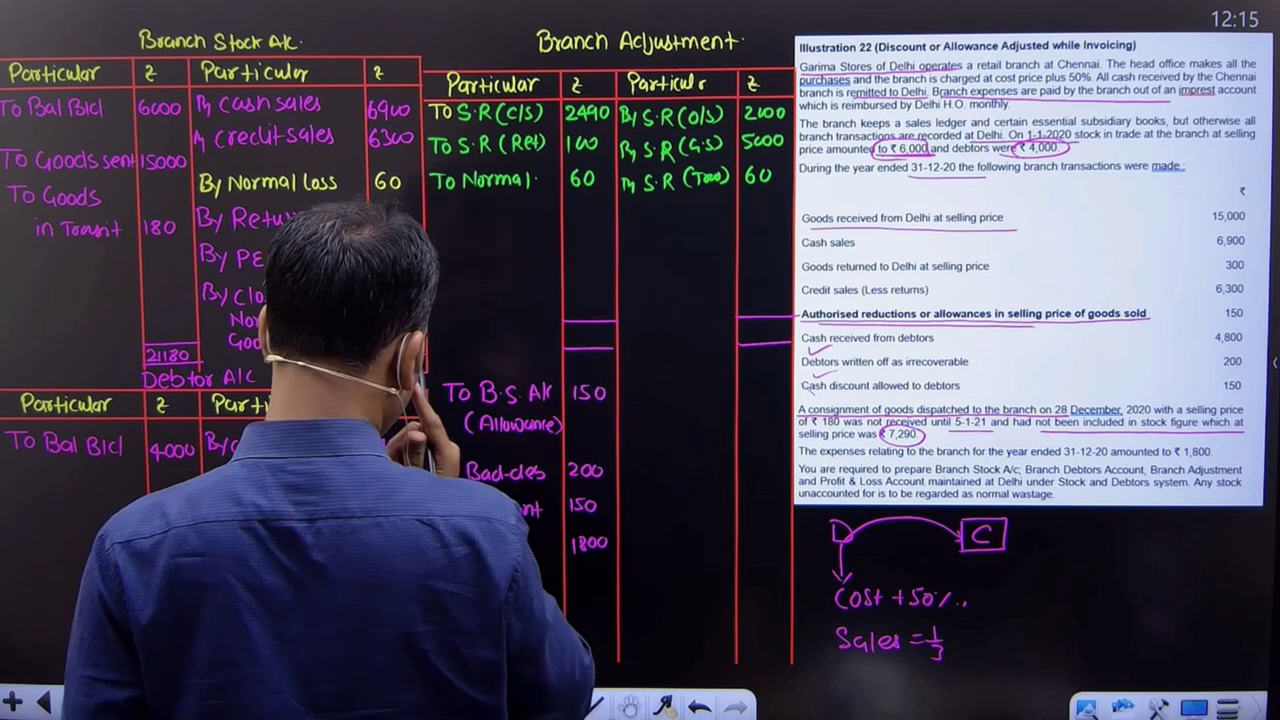 12:15
Branch Stock A/c.
Particular ₹ Particular ₹
To Bal B/cl 6000 By Cash sales 6900
By Credit sales 6300
To Goods sent 15000
By Normal Loss 60
To Goods
in Transit 180 By Retu
By
By Clo
21180
Debtor A/c
Particular ₹
To Bal B/cl 4000 By
Branch Adjustment.
Particular ₹ Particular ₹
To S.R (C/S) 2490 By S.R (O/S) 2000
To S.R (Ret) 100 By S.R (G.S) 5000
To Normal. 60 By S.R (Tran) 60
To B.S. A/c 150
(Allowance)
Bad-des 200
nt 150
1800
Illustration 22 (Discount or Allowance Adjusted while Invoicing)
Garima Stores of Delhi operates a retail branch at Chennai. The head office makes all the
purchases and the branch is charged at cost price plus 50%. All cash received by the Chennai
branch is remitted to Delhi. Branch expenses are paid by the branch out of an imprest account
which is reimbursed by Delhi H.O. monthly.
The branch keeps a sales ledger and certain essential subsidiary books, but otherwise all
branch transactions are recorded at Delhi. On 1-1-2020 stock in trade at the branch at selling
price amounted to ₹ 6,000 and debtors were ₹ 4,000.
During the year ended 31-12-20 the following branch transactions were made :
₹
Goods received from Delhi at selling price 15,000
Cash sales 6,900
Goods returned to Delhi at selling price 300
Credit sales (Less returns) 6,300
Authorised reductions or allowances in selling price of goods sold 150
Cash received from debtors 4,800
Debtors written off as irrecoverable 200
Cash discount allowed to debtors 150
A consignment of goods dispatched to the branch on 28 December, 2020 with a selling price
of ₹ 180 was not received until 5-1-21 and had not been included in stock figure which at
selling price was ₹ 7,290.
The expenses relating to the branch for the year ended 31-12-20 amounted to ₹ 1,800.
You are required to prepare Branch Stock A/c, Branch Debtors Account, Branch Adjustment
and Profit & Loss Account maintained at Delhi under Stock and Debtors system. Any stock
unaccounted for is to be regarded as normal wastage.
D C
Cost + 50%.
Sales = 1/3